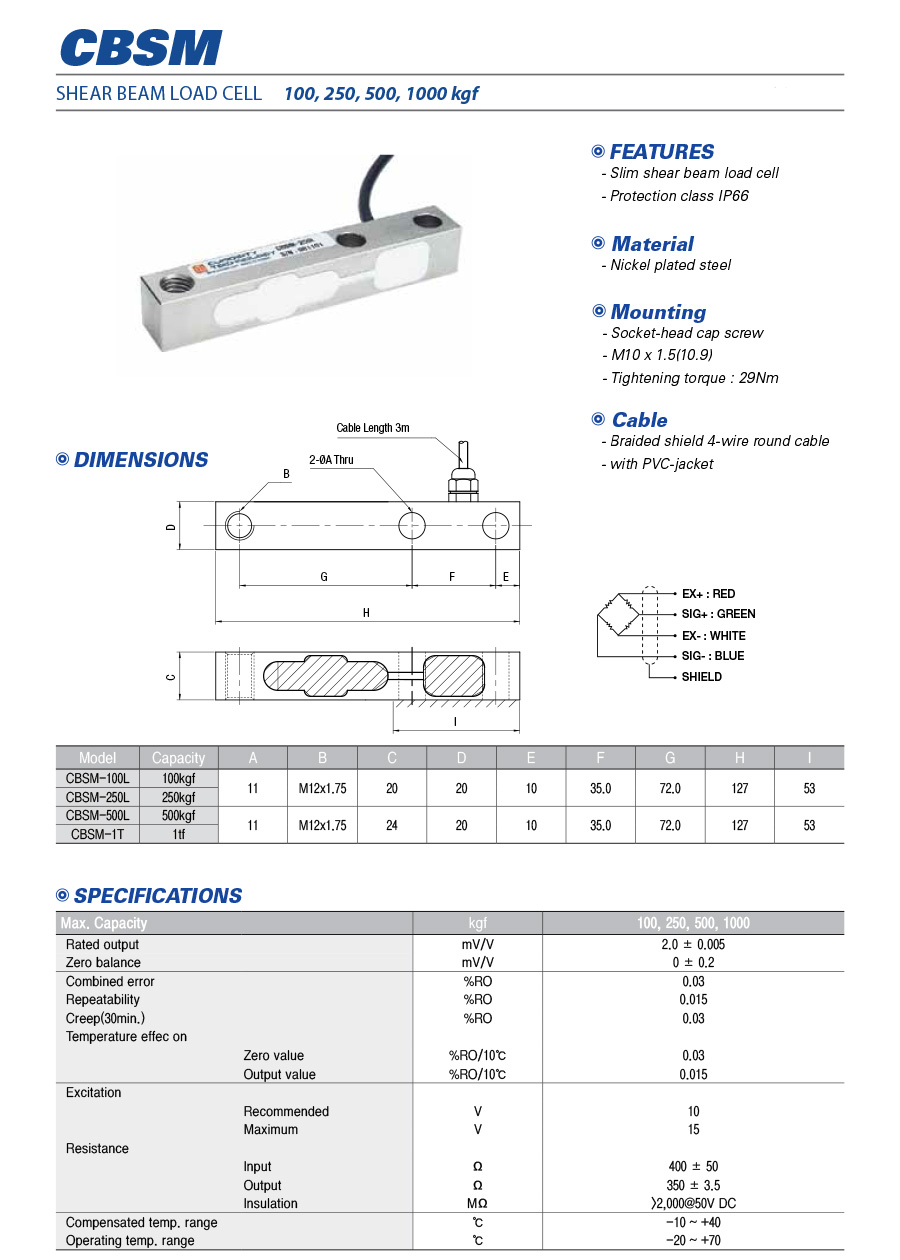 CBSM
SHEAR BEAM LOAD CELL 100, 250, 500, 1000 kgf
CBSM-250L
CURIOSITY
TECHNOLOGY
FEATURES
- Slim shear beam load cell
- Protection class IP66
Material
- Nickel plated steel
Mounting
- Socket-head cap screw
- M10 x 1.5(10.9)
- Tightening torque : 29Nm
Cable
- Braided shield 4-wire round cable
- with PVC-jacket
DIMENSIONS
Cable Length 3m
2-ØA Thru
B
D
G F E
H
C
I
EX+ : RED
SIG+ : GREEN
EX- : WHITE
SIG- : BLUE
SHIELD
Model Capacity A B C D E F G H I
CBSM-100L 100kgf 11 M12x1.75 20 20 10 35.0 72.0 127 53
CBSM-250L 250kgf
CBSM-500L 500kgf 11 M12x1.75 24 20 10 35.0 72.0 127 53
CBSM-1T 1tf
SPECIFICATIONS
Max. Capacity kgf 100, 250, 500, 1000
Rated output mV/V 2.0 ± 0.005
Zero balance mV/V 0 ± 0.2
Combined error %RO 0.03
Repeatability %RO 0.015
Creep(30min.) %RO 0.03
Temperature effec on
Zero value %RO/10℃ 0.03
Output value %RO/10℃ 0.015
Excitation
Recommended V 10
Maximum V 15
Resistance
Input Ω 400 ± 50
Output Ω 350 ± 3.5
Insulation MΩ >2,000@50V DC
Compensated temp. range ℃ -10 ~ +40
Operating temp. range ℃ -20 ~ +70